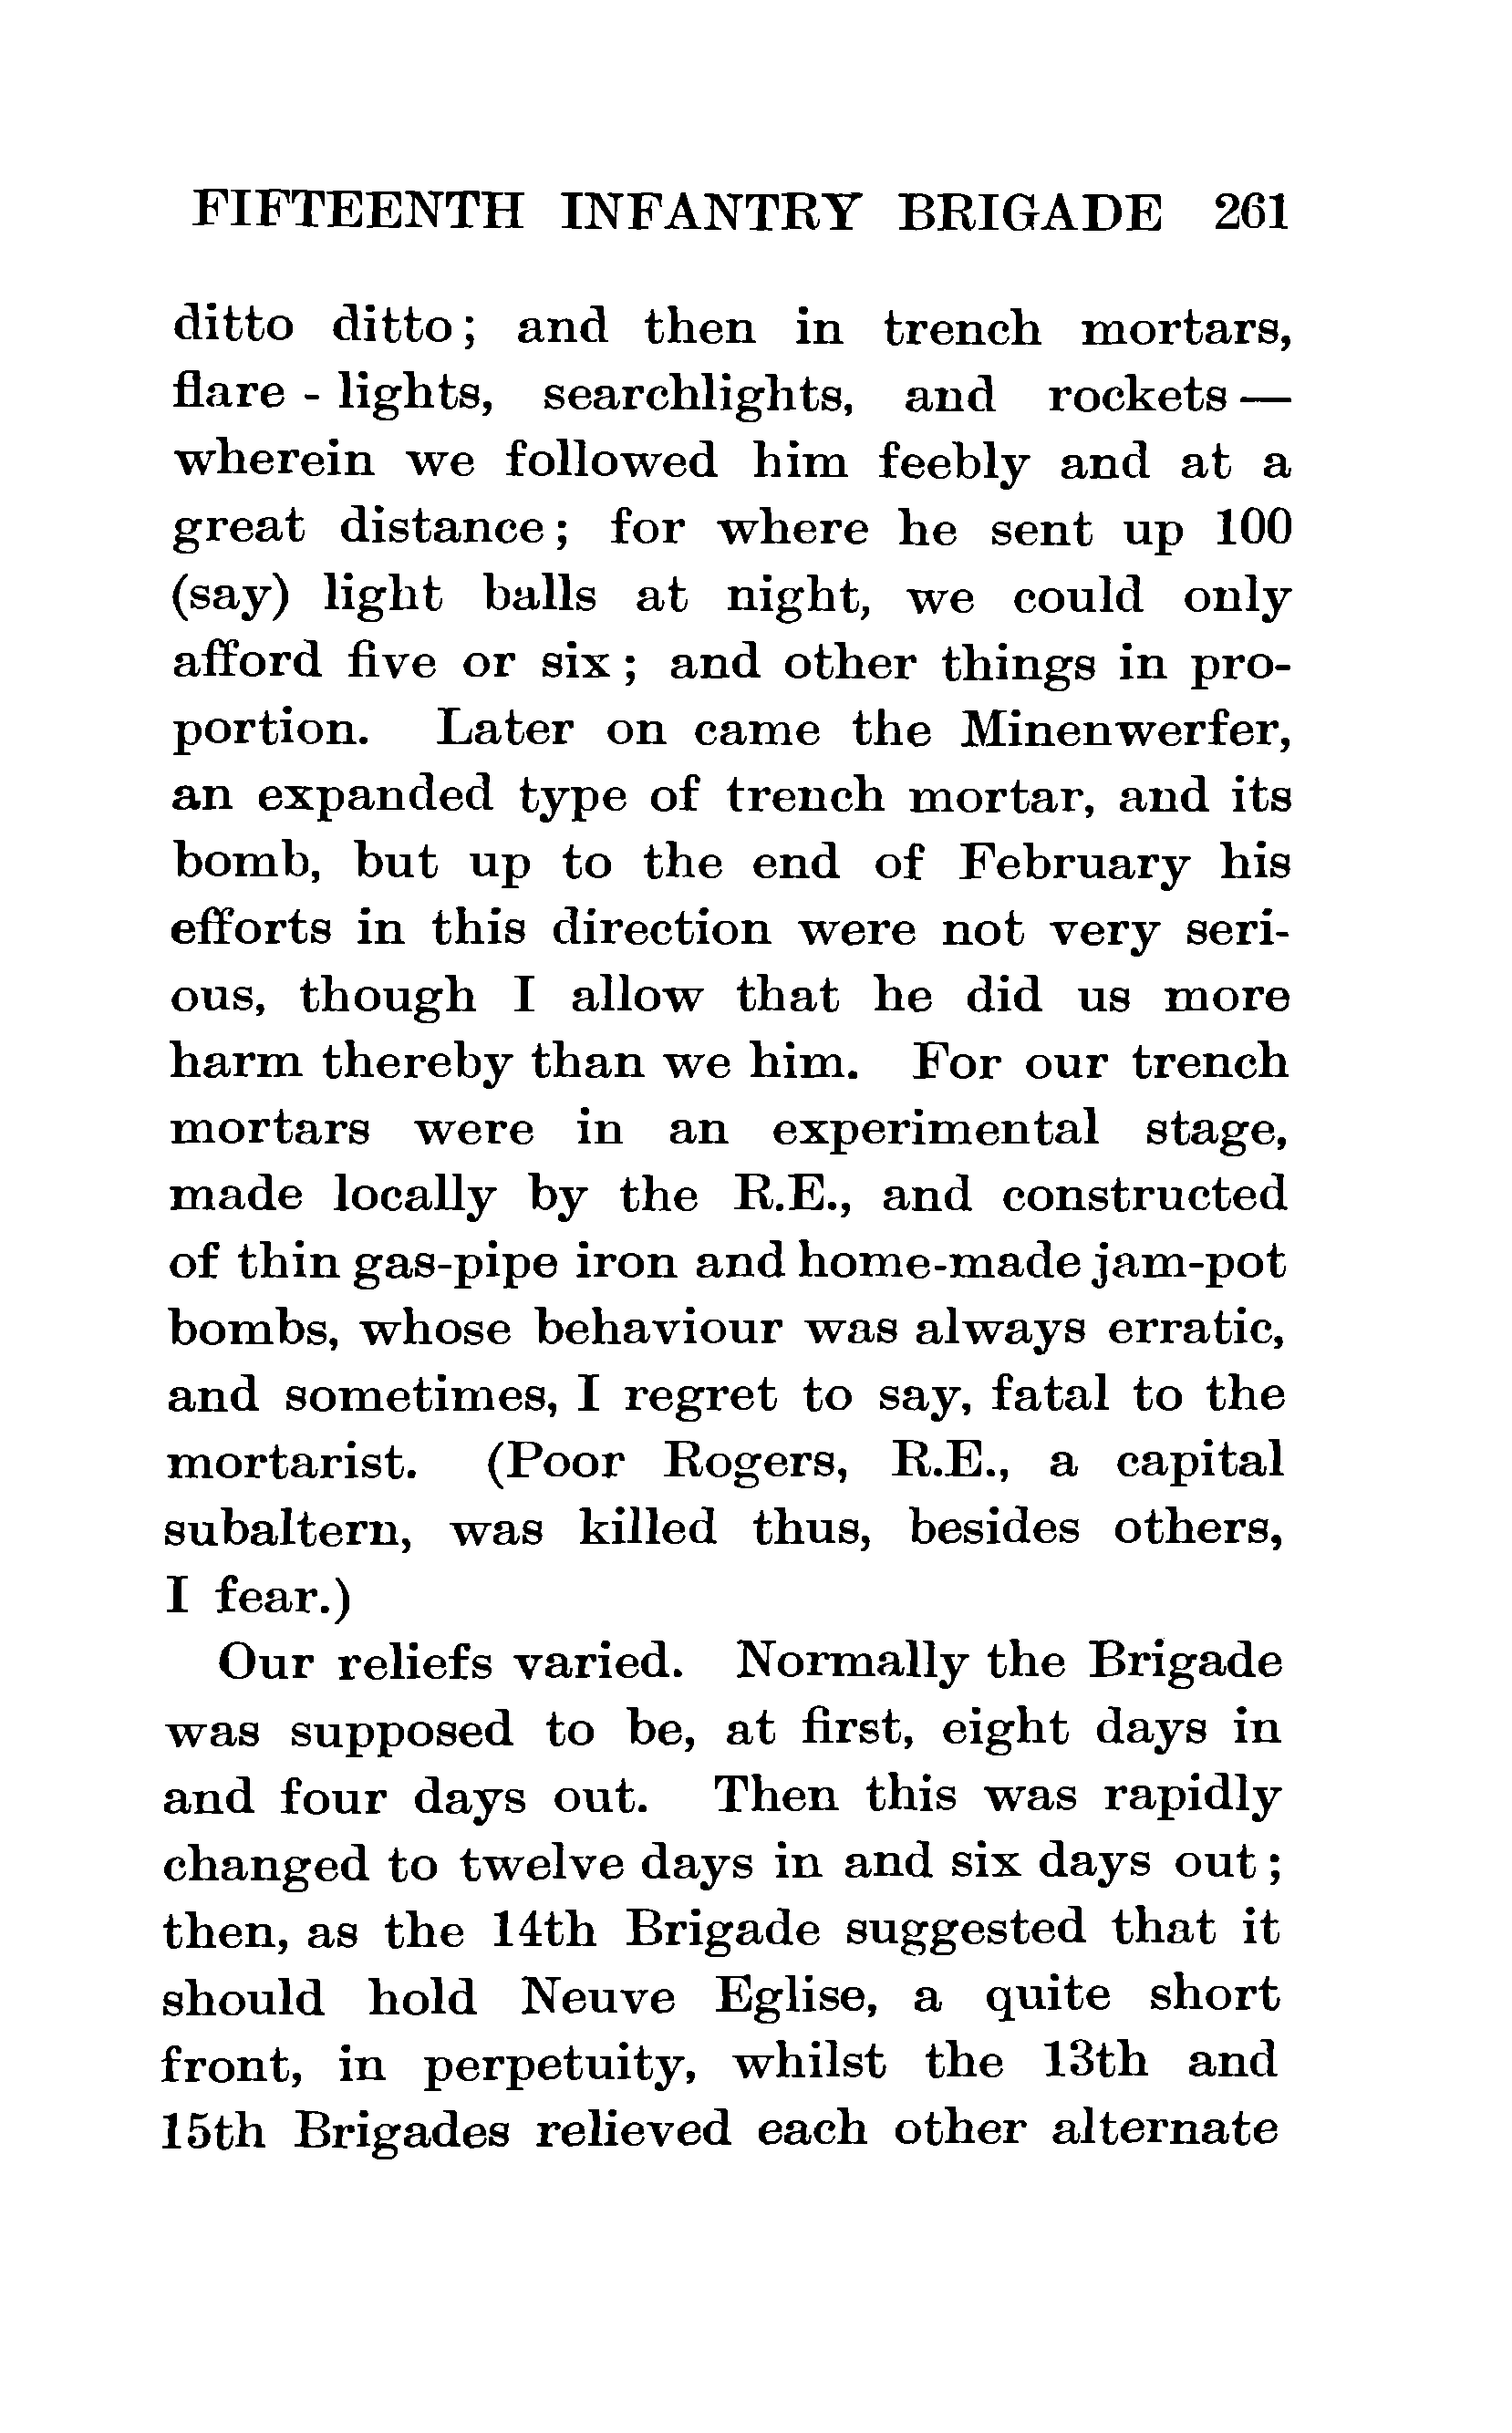 FIFTEENTH INFANTRY BRIGADE 261
ditto ditto; and then in trench mortars,
flare-lights, searchlights, and rockets—
wherein we followed him feebly and at a
great distance; for where he sent up 100
(say) light balls at night, we could only
afford five or six; and other things in pro-
portion. Later on came the Minenwerfer,
an expanded type of trench mortar, and its
bomb, but up to the end of February his
efforts in this direction were not very seri-
ous, though I allow that he did us more
harm thereby than we him. For our trench
mortars were in an experimental stage,
made locally by the R.E., and constructed
of thin gas-pipe iron and home-made jam-pot
bombs, whose behaviour was always erratic,
and sometimes, I regret to say, fatal to the
mortarist. (Poor Rogers, R.E., a capital
subaltern, was killed thus, besides others,
I fear.)
Our reliefs varied. Normally the Brigade
was supposed to be, at first, eight days in
and four days out. Then this was rapidly
changed to twelve days in and six days out;
then, as the 14th Brigade suggested that it
should hold Neuve Eglise, a quite short
front, in perpetuity, whilst the 13th and
15th Brigades relieved each other alternate